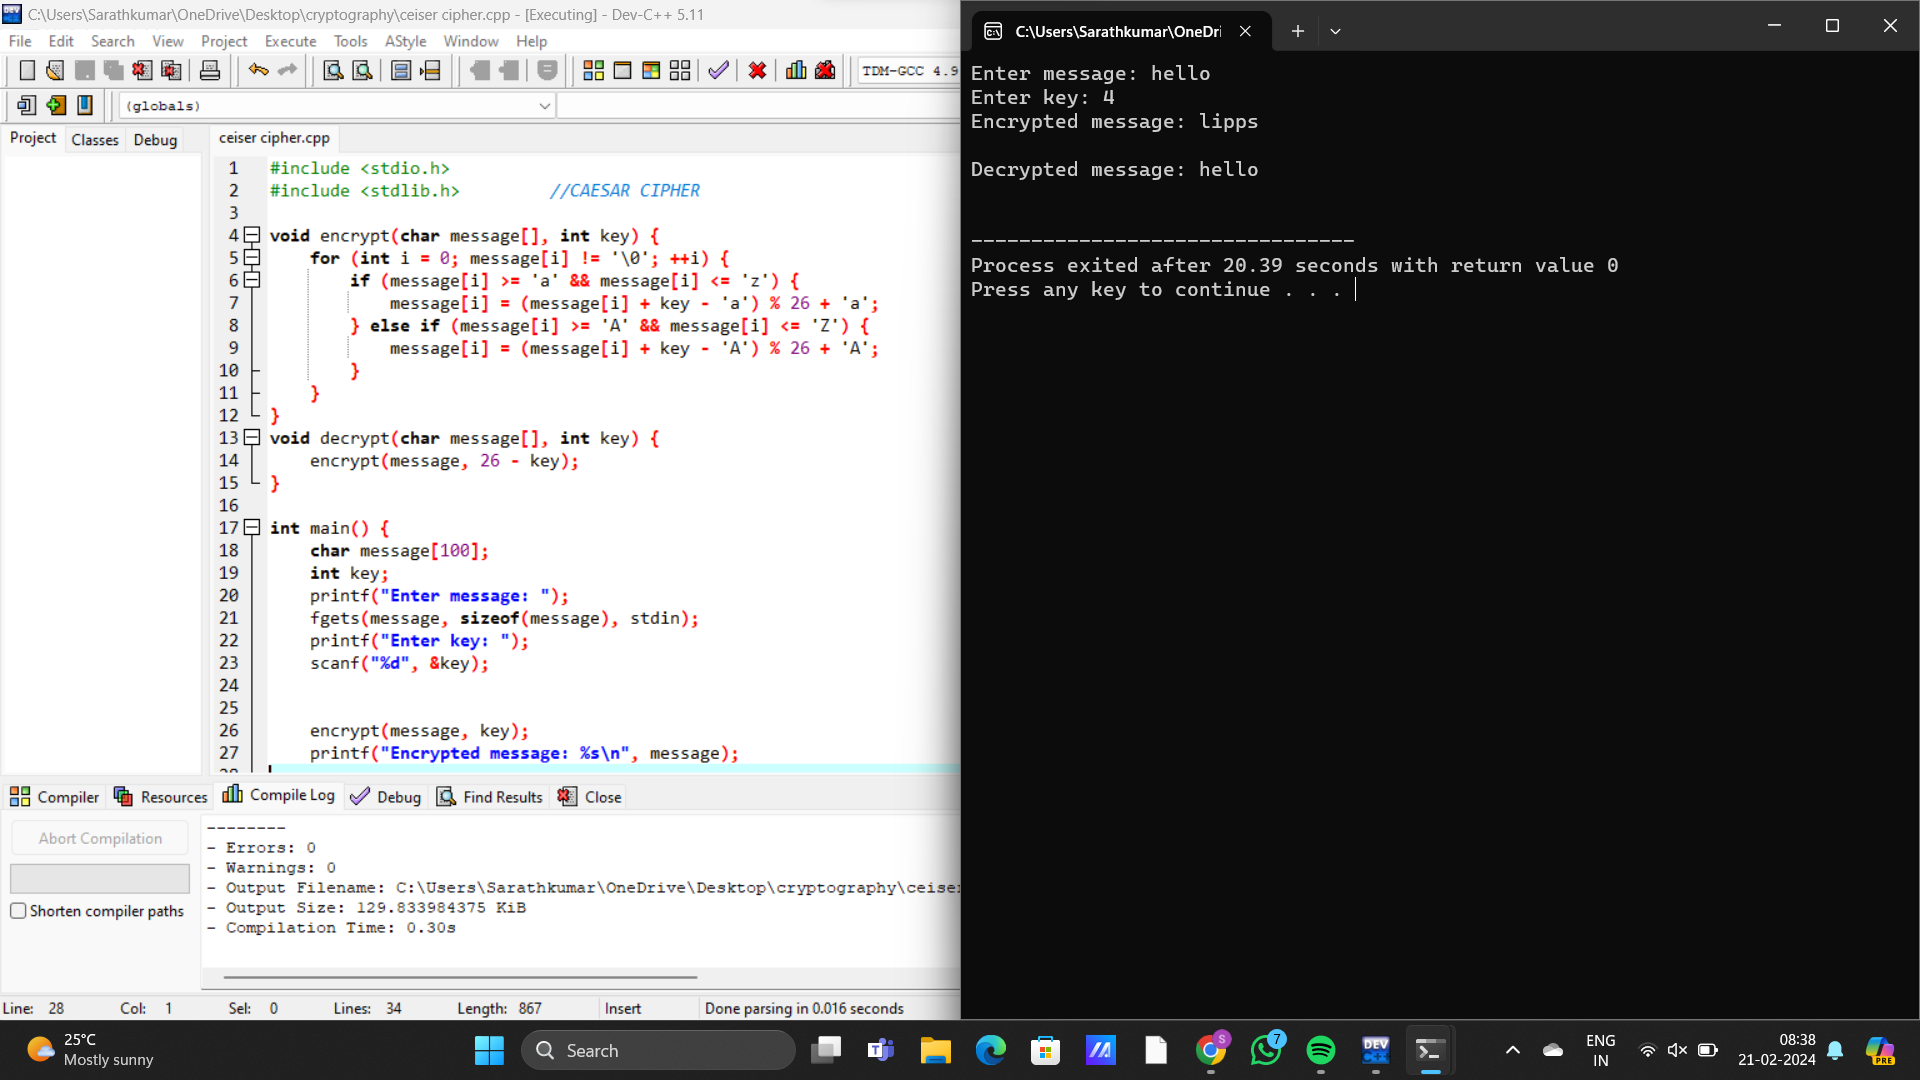 C:\Users\Sarathkumar\OneDrive\Desktop\cryptography\ceiser cipher.cpp - [Executing] - Dev-C++ 5.11
File Edit Search View Project Execute Tools AStyle Window Help
TDM-GCC 4.9
(globals)
Project Classes Debug
ceiser cipher.cpp
1 #include <stdio.h>
2 #include <stdlib.h> //CAESAR CIPHER
3
4 void encrypt(char message[], int key) {
5 for (int i = 0; message[i] != '\0'; ++i) {
6 if (message[i] >= 'a' && message[i] <= 'z') {
7 message[i] = (message[i] + key - 'a') % 26 + 'a';
8 } else if (message[i] >= 'A' && message[i] <= 'Z') {
9 message[i] = (message[i] + key - 'A') % 26 + 'A';
10 }
11 }
12 }
13 void decrypt(char message[], int key) {
14 encrypt(message, 26 - key);
15 }
16
17 int main() {
18 char message[100];
19 int key;
20 printf("Enter message: ");
21 fgets(message, sizeof(message), stdin);
22 printf("Enter key: ");
23 scanf("%d", &key);
24
25
26 encrypt(message, key);
27 printf("Encrypted message: %s\n", message);
Compiler Resources Compile Log Debug Find Results Close
Abort Compilation
Shorten compiler paths
--------
- Errors: 0
- Warnings: 0
- Output Filename: C:\Users\Sarathkumar\OneDrive\Desktop\cryptography\ceiser
- Output Size: 129.833984375 KiB
- Compilation Time: 0.30s
Line: 28 Col: 1 Sel: 0 Lines: 34 Length: 867 Insert Done parsing in 0.016 seconds
C:\Users\Sarathkumar\OneDri
Enter message: hello
Enter key: 4
Encrypted message: lipps
Decrypted message: hello
--------------------------------
Process exited after 20.39 seconds with return value 0
Press any key to continue . . .
25°C
Mostly sunny
Search
S
7
DEV
C++
ENG
IN
08:38
21-02-2024
PRE